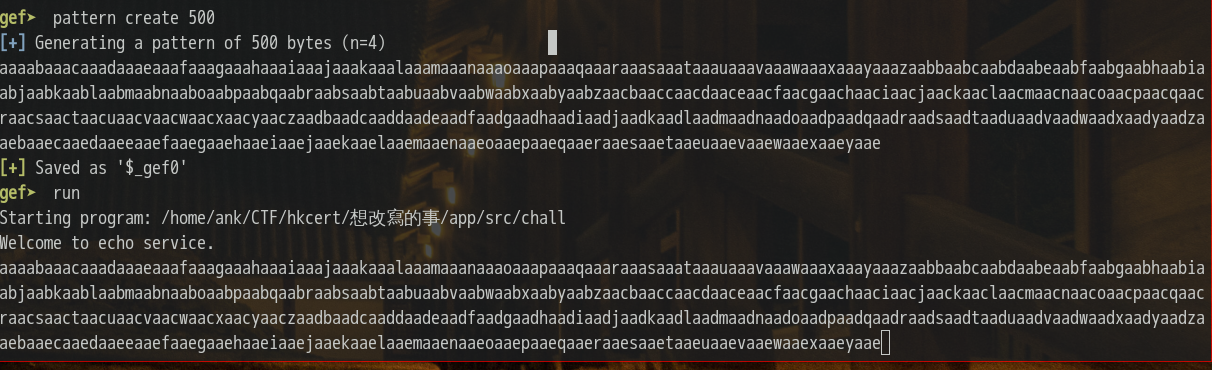 gef➤  pattern create 500
[+] Generating a pattern of 500 bytes (n=4)
aaaabaaacaaadaaaeaaafaaagaaahaaaiaaajaaakaaalaaamaaanaaaoaaapaaaqaaaraaasaaataaauaaavaaawaaaxaaayaaazaabbaabcaabdaabeaabfaabgaabhaabia
abjaabkaablaabmaabnaaboaabpaabqaabraabsaabtaabuaabvaabwaabxaabyaabzaacbaaccaacdaaceaacfaacgaachaaciaacjaackaaclaacmaacnaacoaacpaacqaac
raacsaactaacuaacvaacwaacxaacyaaczaadbaadcaaddaadeaadfaadgaadhaadiaadjaadkaadlaadmaadnaadoaadpaadqaadraadsaadtaaduaadvaadwaadxaadyaadza
aebaaecaaedaaeeaaefaaegaaehaaeiaaejaaekaaelaaemaaenaaeoaaepaaeqaaeraaesaaetaaeuaaevaaewaaexaaeyaae
[+] Saved as '$_gef0'
gef➤  run
Starting program: /home/ank/CTF/hkcert/想改寫的事/app/src/chall
Welcome to echo service.
aaaabaaacaaadaaaeaaafaaagaaahaaaiaaajaaakaaalaaamaaanaaaoaaapaaaqaaaraaasaaataaauaaavaaawaaaxaaayaaazaabbaabcaabdaabeaabfaabgaabhaabia
abjaabkaablaabmaabnaaboaabpaabqaabraabsaabtaabuaabvaabwaabxaabyaabzaacbaaccaacdaaceaacfaacgaachaaciaacjaackaaclaacmaacnaacoaacpaacqaac
raacsaactaacuaacvaacwaacxaacyaaczaadbaadcaaddaadeaadfaadgaadhaadiaadjaadkaadlaadmaadnaadoaadpaadqaadraadsaadtaaduaadvaadwaadxaadyaadza
aebaaecaaedaaeeaaefaaegaaehaaeiaaejaaekaaelaaemaaenaaeoaaepaaeqaaeraaesaaetaaeuaaevaaewaaexaaeyaae